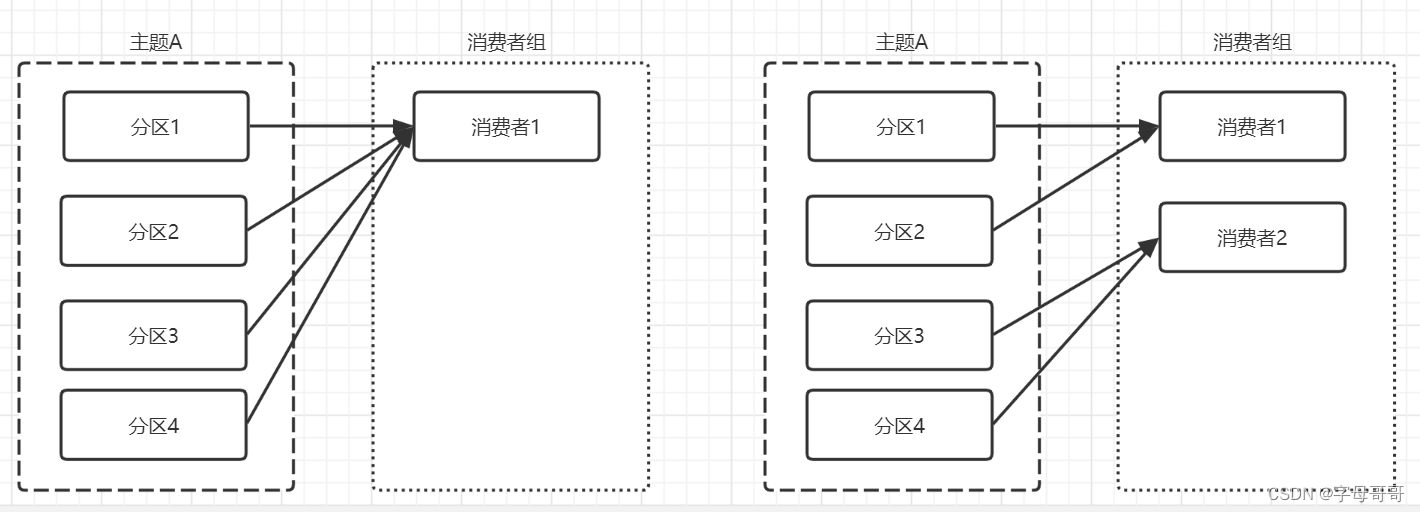 主题A
消费者组
分区1
消费者1
分区2
分区3
分区4
主题A
消费者组
分区1
消费者1
分区2
消费者2
分区3
分区4
CSDN @字母哥哥